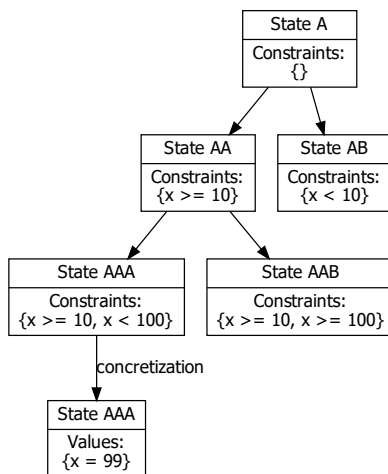 State A
Constraints:
{}
State AA
Constraints:
{x >= 10}
State AB
Constraints:
{x < 10}
State AAA
Constraints:
{x >= 10, x < 100}
State AAB
Constraints:
{x >= 10, x >= 100}
concretization
State AAA
Values:
{x = 99}